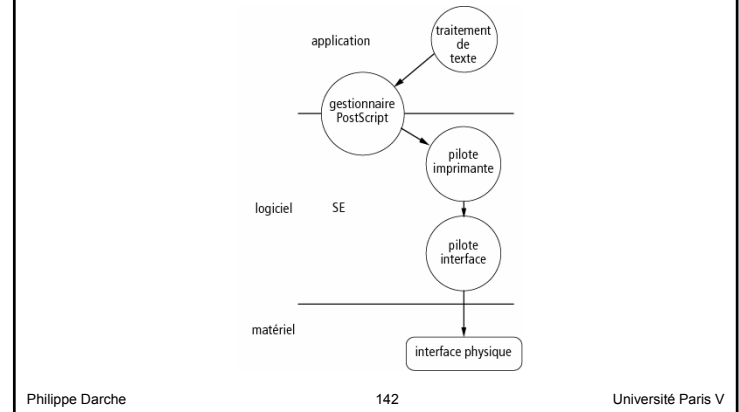 application
traitement
de
texte
gestionnaire
PostScript
pilote
imprimante
logiciel SE
pilote
interface
matériel
interface physique
Philippe Darche 142 Université Paris V